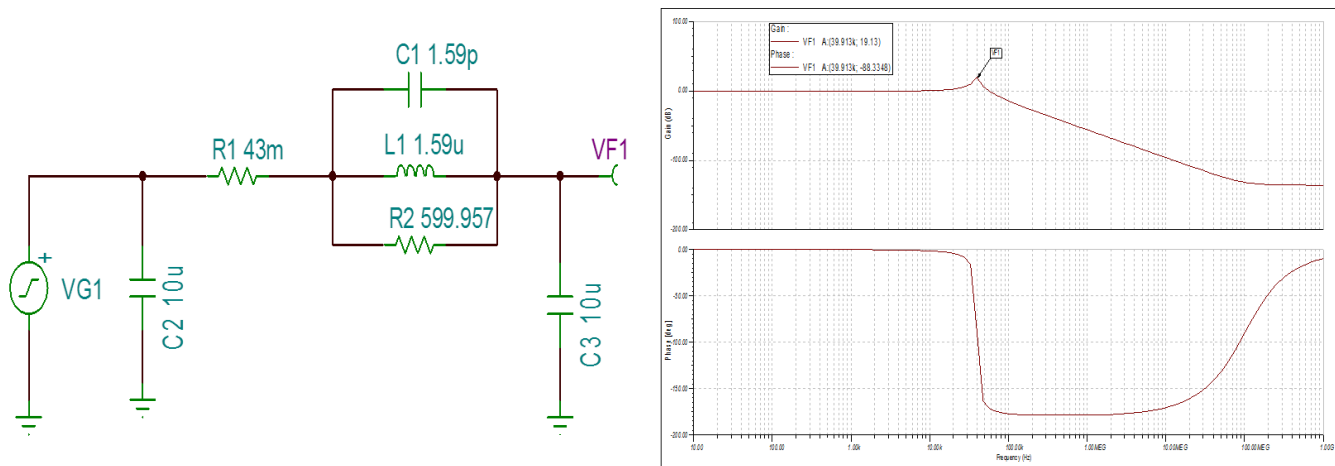 C1 1.59p
R1 43m
L1 1.59u
VF1
R2 599.957
+
VG1
C2 10u
C3 10u
Gain :
VF1 A:(39.913k; 19.13)
Phase :
VF1 A:(39.913k; -88.3348)
VF1
100.00
0.00
-100.00
-200.00
Gain (dB)
0.00
-50.00
-100.00
-150.00
-200.00
Phase [deg]
10.00
100.00
1.00k
10.00k
100.00k
1.00MEG
10.00MEG
100.00MEG
1.00G
Frequency (Hz)